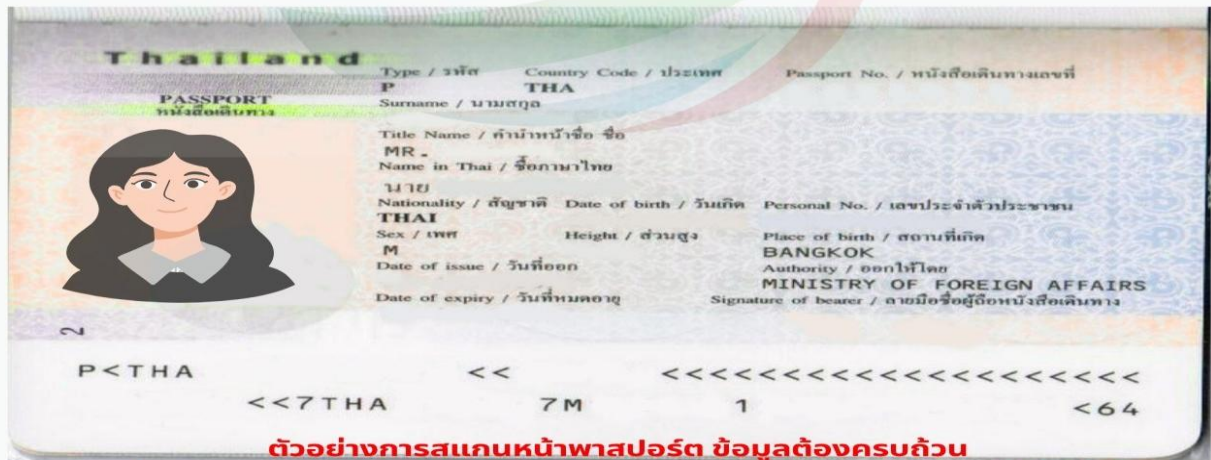 Thailand
Type / รหัส Country Code / ประเทศ Passport No. / หนังสือเดินทางเลขที่
P THA
PASSPORT
หนังสือเดินทาง
Surname / นามสกุล
Title Name / คำนำหน้าชื่อ ชื่อ
MR.
Name in Thai / ชื่อภาษาไทย
นาย
Nationality / สัญชาติ Date of birth / วันเกิด Personal No. / เลขประจำตัวประชาชน
THAI
Sex / เพศ Height / ส่วนสูง Place of birth / สถานที่เกิด
M BANGKOK
Date of issue / วันที่ออก Authority / ออกให้โดย
MINISTRY OF FOREIGN AFFAIRS
Date of expiry / วันที่หมดอายุ Signature of bearer / ลายมือชื่อผู้ถือหนังสือเดินทาง
2
P<THA << <<<<<<<<<<<<<<<<<<<<
<<7THA 7M 1 <64
ตัวอย่างการสแกนหน้าพาสปอร์ต ข้อมูลต้องครบถ้วน